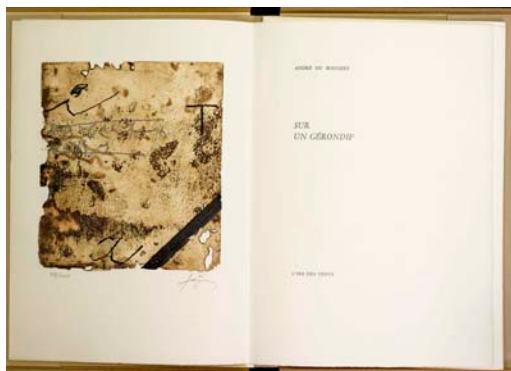 T
ANDRÉ DU BOUCHET
SUR
UN GÉRONDIF
L'IRE DES VENTS